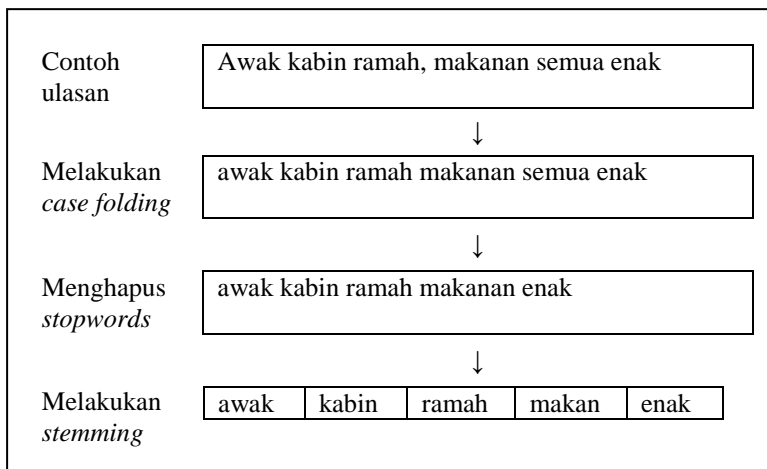 Contoh
ulasan
Awak kabin ramah, makanan semua enak
↓
Melakukan
case folding
awak kabin ramah makanan semua enak
↓
Menghapus
stopwords
awak kabin ramah makanan enak
↓
Melakukan
stemming
awak kabin ramah makan enak